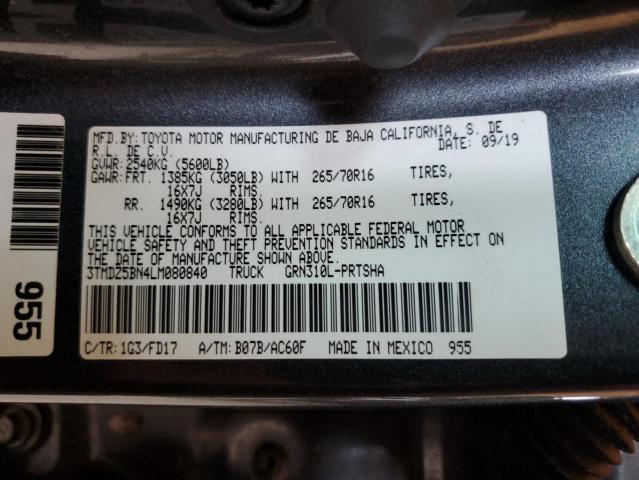 MFD.BY:TOYOTA MOTOR MANUFACTURING DE BAJA CALIFORNIA, S. DE
R.L. DE C.V. DATE: 09/19
GVWR:2540KG (5600LB)
GAWR:FRT. 1385KG (3050LB) WITH 265/70R16 TIRES,
16X7J RIMS.
RR. 1490KG (3280LB) WITH 265/70R16 TIRES,
16X7J RIMS.
THIS VEHICLE CONFORMS TO ALL APPLICABLE FEDERAL MOTOR
VEHICLE SAFETY AND THEFT PREVENTION STANDARDS IN EFFECT ON
THE DATE OF MANUFACTURE SHOWN ABOVE.
3TMDZ5BN4LM080840 TRUCK GRN310L-PRTSHA
C/TR:1G3/FD17 A/TM:B07B/AC60F MADE IN MEXICO 955
955